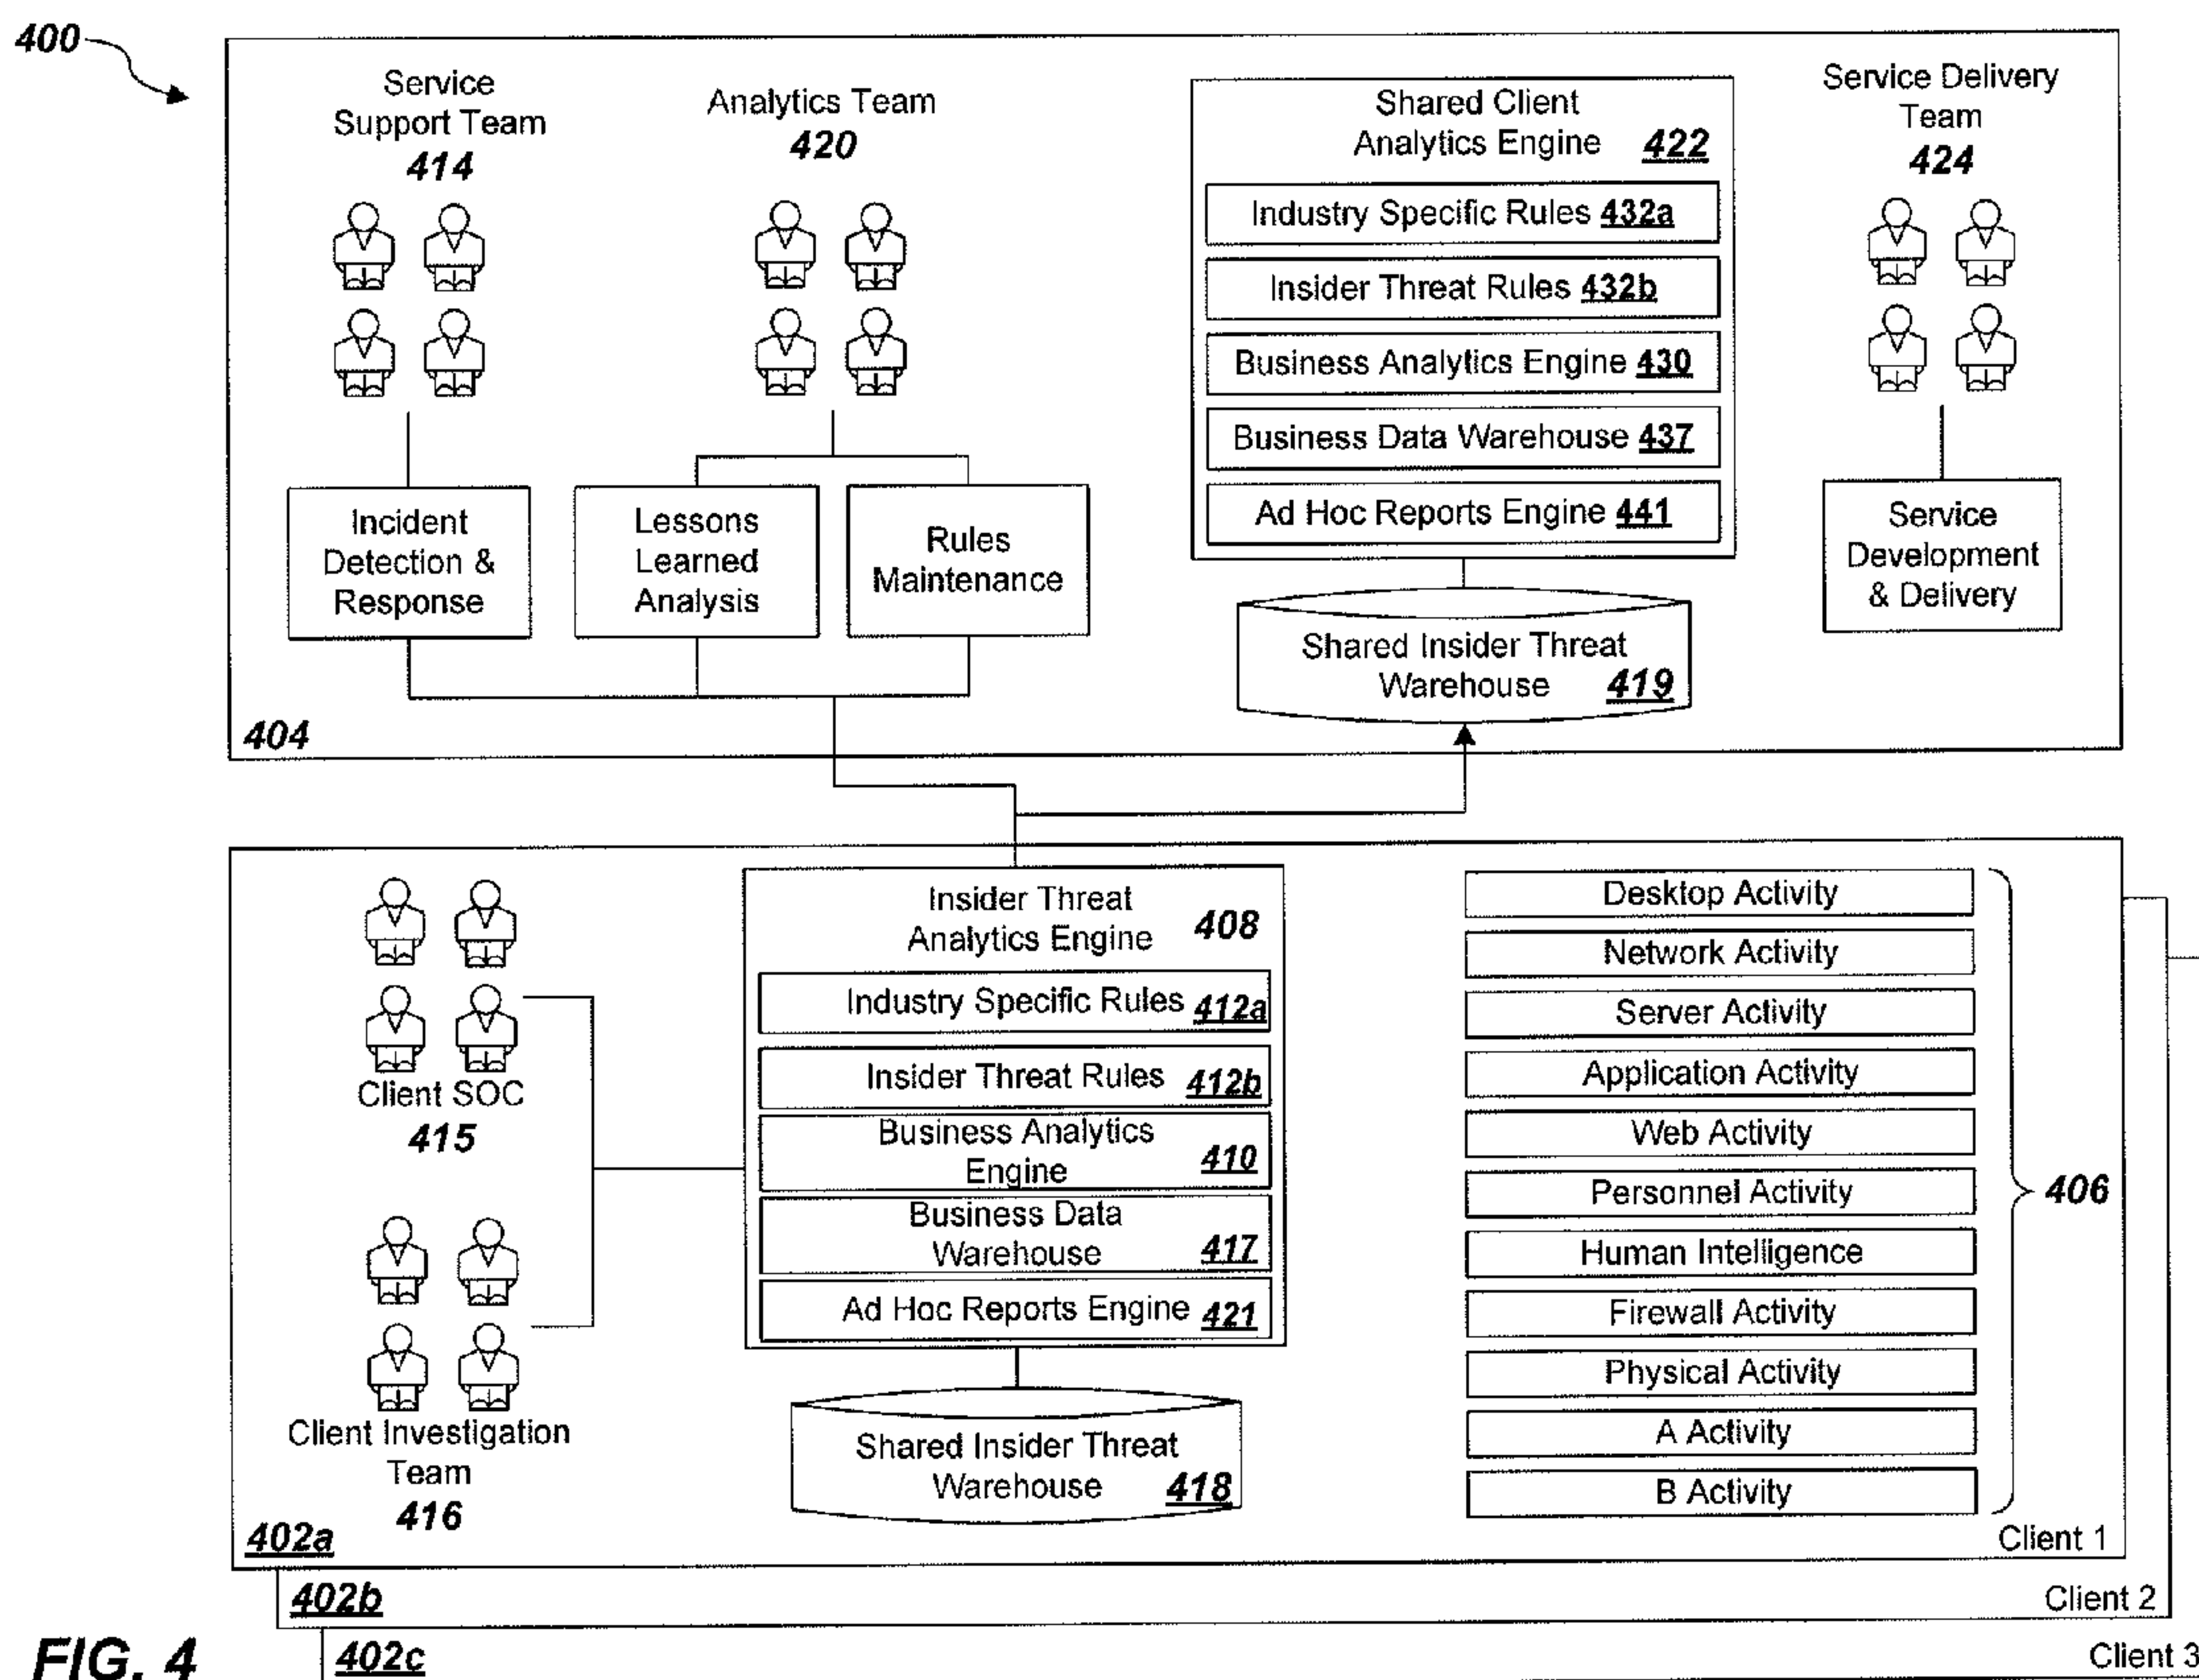 400
Service
Support Team
414
Analytics Team
420
Shared Client
Analytics Engine 422
Industry Specific Rules 432a
Insider Threat Rules 432b
Business Analytics Engine 430
Business Data Warehouse 437
Ad Hoc Reports Engine 441
Service Delivery
Team
424
Incident
Detection &
Response
Lessons
Learned
Analysis
Rules
Maintenance
Service
Development
& Delivery
Shared Insider Threat
Warehouse 419
404
Client SOC
415
Client Investigation
Team
416
Insider Threat
Analytics Engine 408
Industry Specific Rules 412a
Insider Threat Rules 412b
Business Analytics
Engine 410
Business Data
Warehouse 417
Ad Hoc Reports Engine 421
Shared Insider Threat
Warehouse 418
Desktop Activity
Network Activity
Server Activity
Application Activity
Web Activity
Personnel Activity
Human Intelligence
Firewall Activity
Physical Activity
A Activity
B Activity
406
402a
Client 1
402b
Client 2
402c
Client 3
FIG. 4